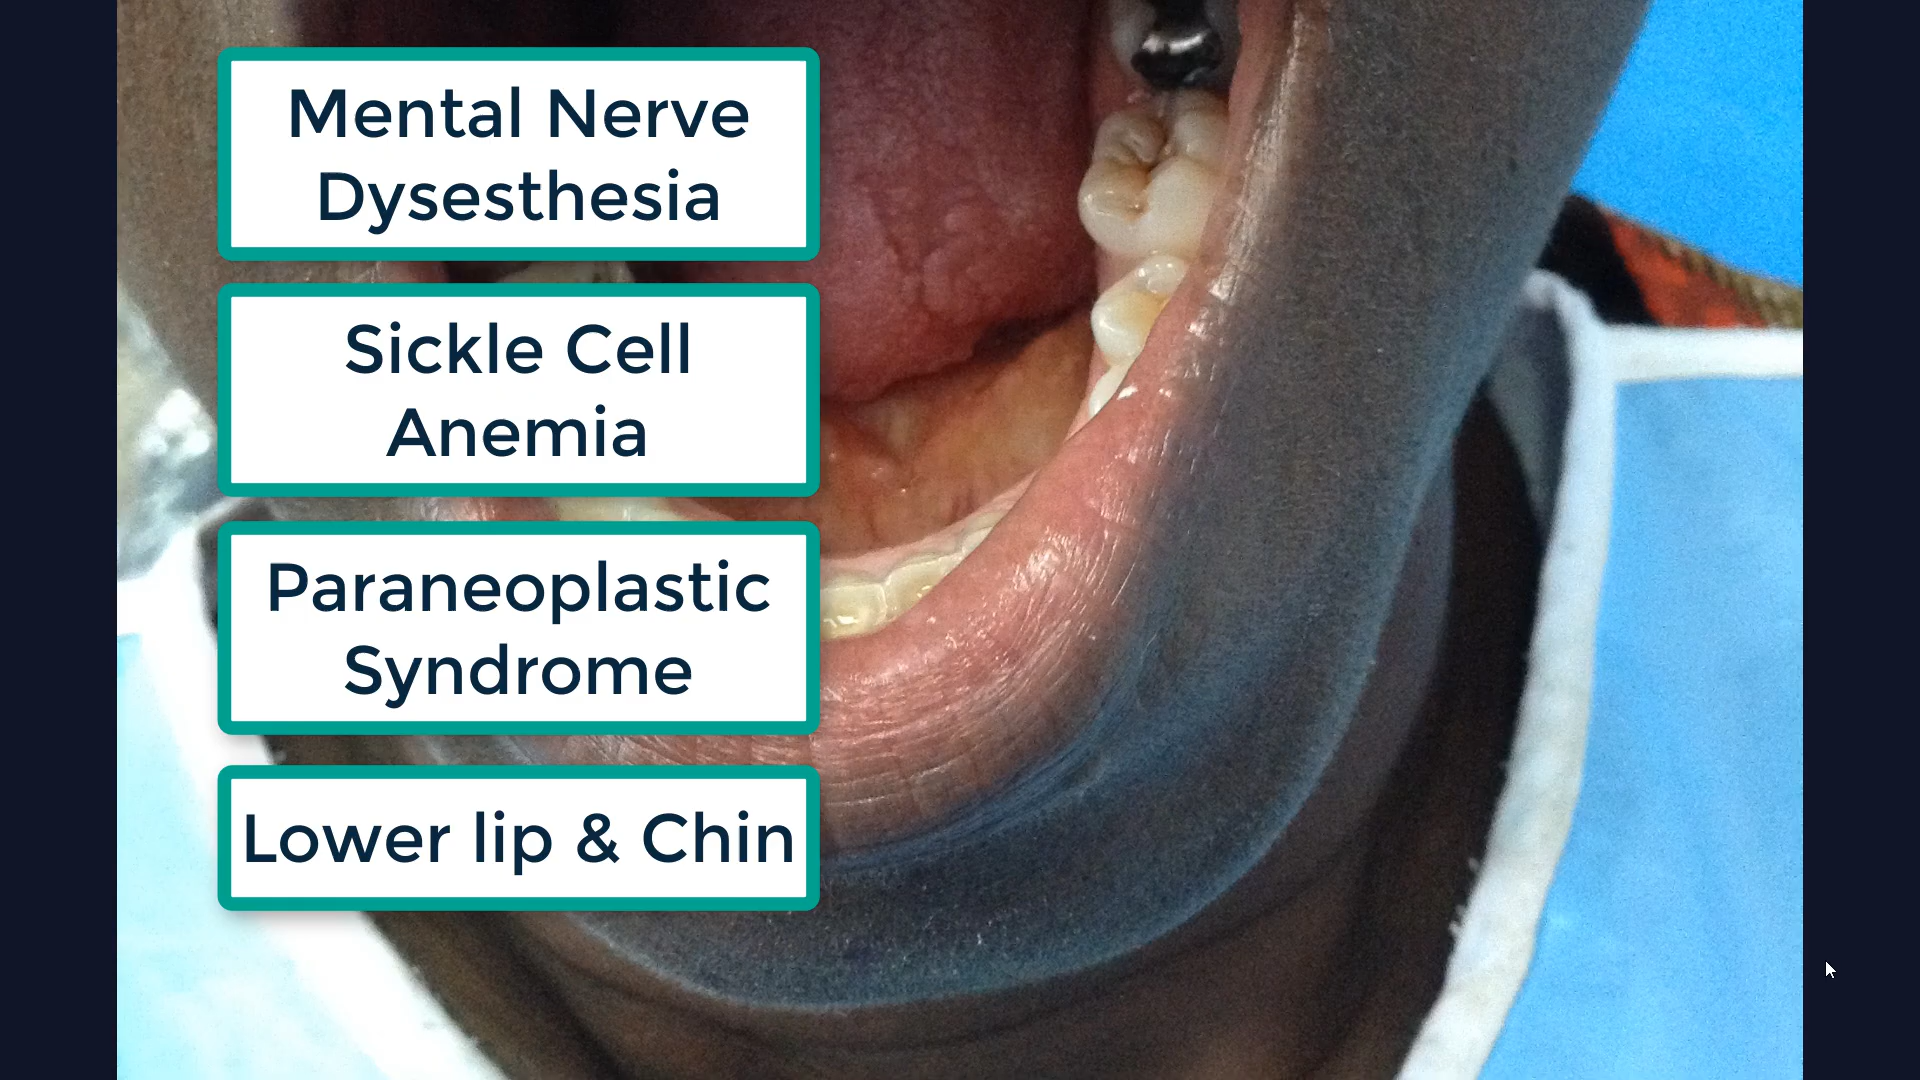 Mental Nerve
Dysesthesia
Sickle Cell
Anemia
Paraneoplastic
Syndrome
Lower lip & Chin